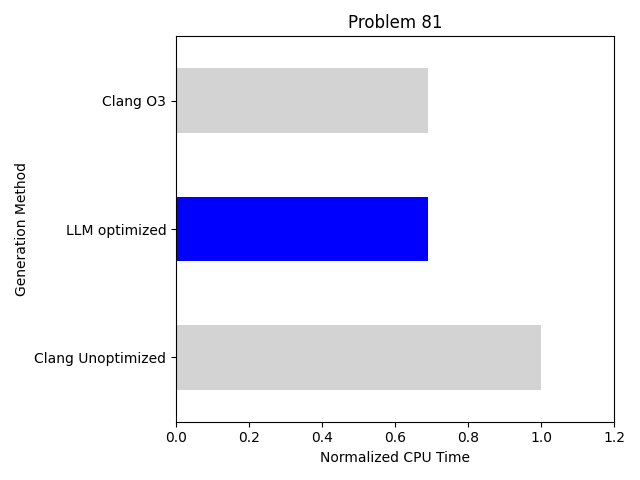 Problem 81
Generation Method
Clang O3
LLM optimized
Clang Unoptimized
0.0 0.2 0.4 0.6 0.8 1.0 1.2
Normalized CPU Time